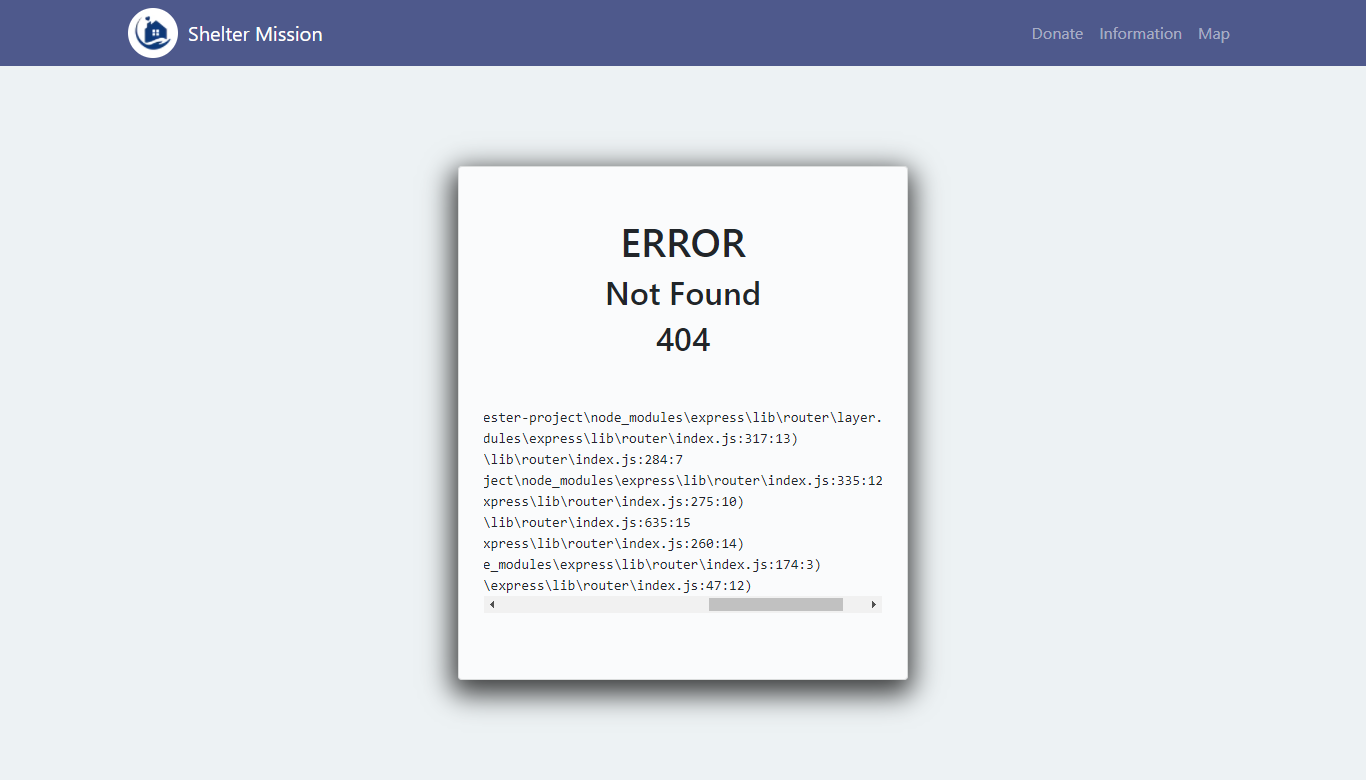 Shelter Mission
Donate Information Map
ERROR
Not Found
404
ester-project\node_modules\express\lib\router\layer.
dules\express\lib\router\index.js:317:13)
\lib\router\index.js:284:7
ject\node_modules\express\lib\router\index.js:335:12
xpress\lib\router\index.js:275:10)
\lib\router\index.js:635:15
xpress\lib\router\index.js:260:14)
e_modules\express\lib\router\index.js:174:3)
\express\lib\router\index.js:47:12)